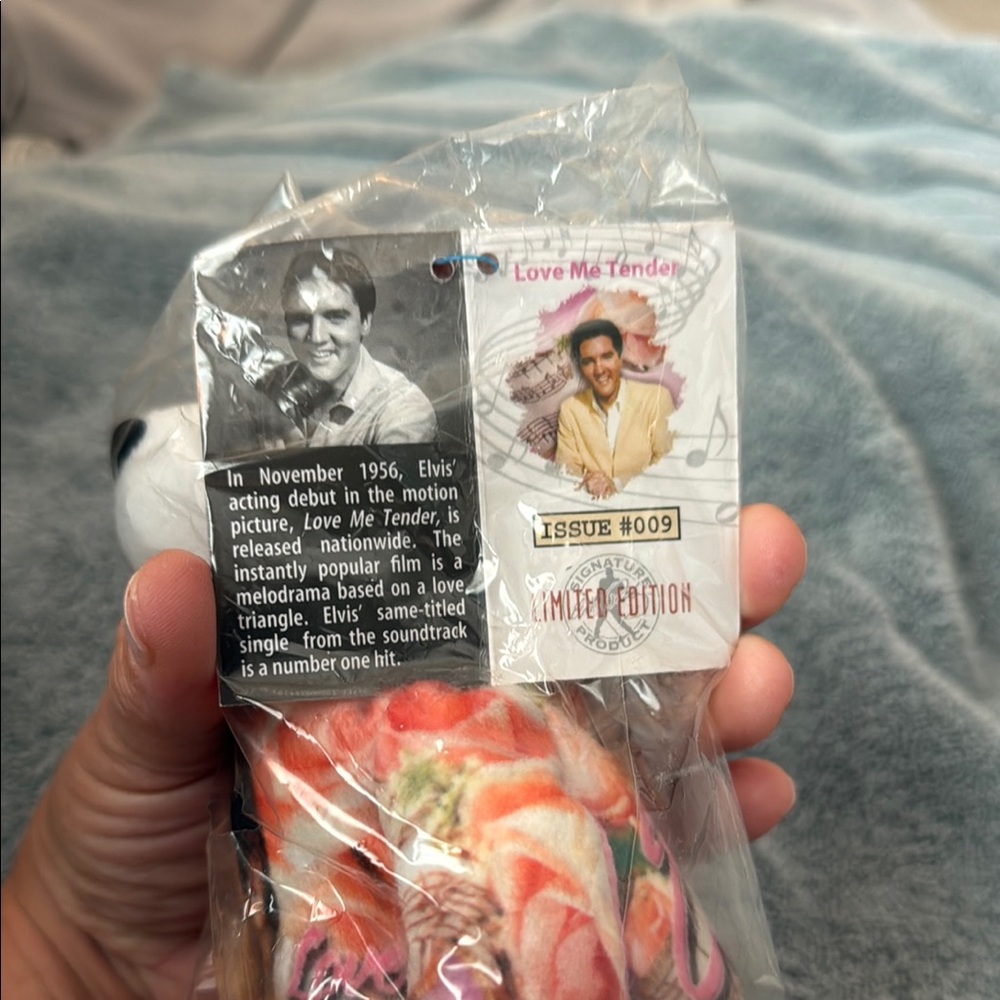 In November 1956, Elvis'
acting debut in the motion
picture, Love Me Tender, is
released nationwide. The
instantly popular film is a
melodrama based on a love
triangle. Elvis' same-titled
single from the soundtrack
is a number one hit.
Love Me Tender
ISSUE #009
SIGNATURE
LIMITED EDITION
PRODUCT
Love